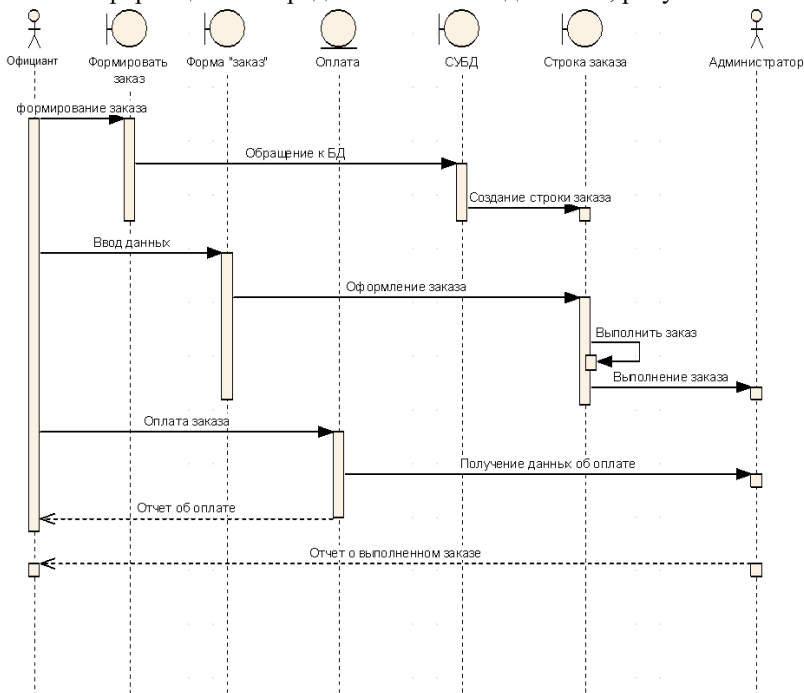 Официант
Формировать
заказ
Форма "заказ"
Оплата
СУБД
Строка заказа
Администратор
формирование заказа
Обращение к БД
Создание строки заказа
Ввод данных
Оформление заказа
Выполнить заказ
Выполнение заказа
Оплата заказа
Получение данных об оплате
Отчет об оплате
Отчет о выполненном заказе